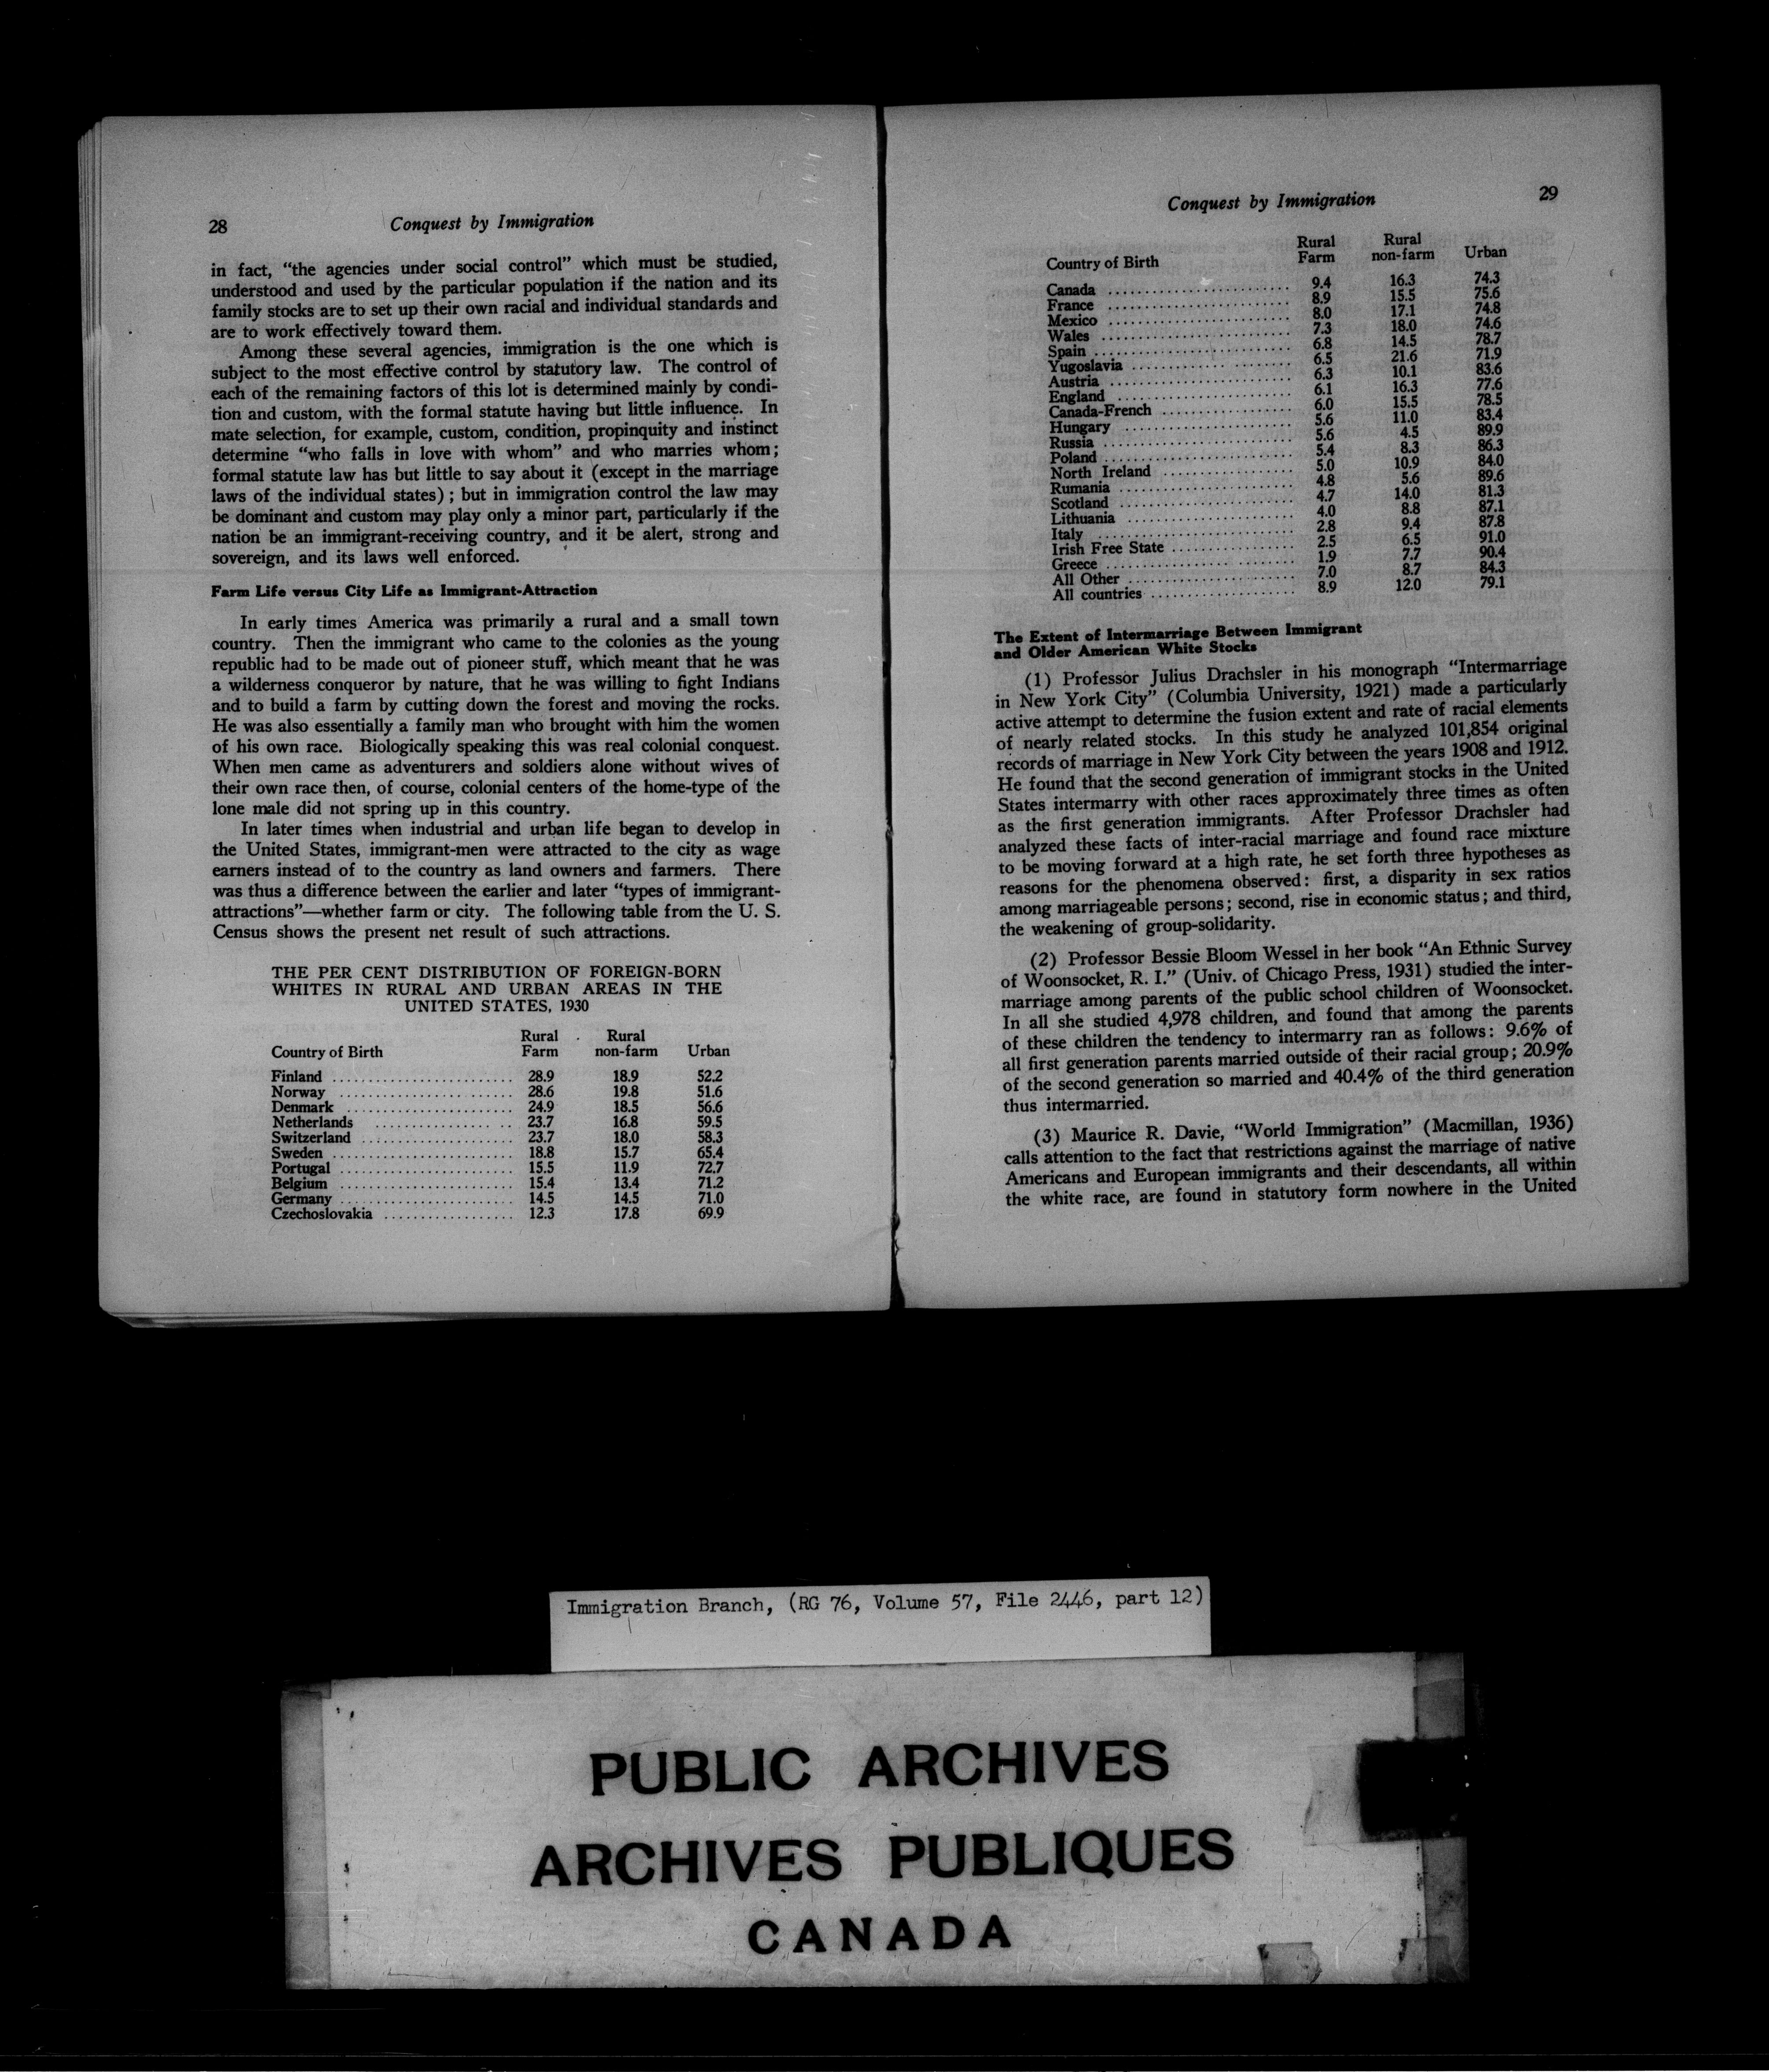 28 Conquest by Immigration
in fact, “the agencies under social control” which must be studied,
understood and used by the particular population if the nation and its
family stocks are to set up their own racial and individual standards and
are to work effectively toward them.
Among these several agencies, immigration is the one which is
subject to the most effective control by statutory law. The control of
each of the remaining factors of this lot is determined mainly by condi-
tion and custom, with the formal statute having but little influence. In
mate selection, for example, custom, condition, propinquity and instinct
determine “who falls in love with whom” and who marries whom;
formal statute law has but little to say about it (except in the marriage
laws of the individual states) ; but in immigration control the law may
be dominant and custom may play only a minor part, particularly if the
nation be an immigrant-receiving country, and it be alert, strong and
sovereign, and its laws well enforced.
Farm Life versus City Life as Immigrant-Attraction
In early times America was primarily a rural and a small town
country. Then the immigrant who came to the colonies as the young
republic had to be made out of pioneer stuff, which meant that he was
a wilderness conqueror by nature, that he was willing to fight Indians
and to build a farm by cutting down the forest and moving the rocks.
He was also essentially a family man who brought with him the women
of his own race. Biologically speaking this was real colonial conquest.
When men came as adventurers and soldiers alone without wives of
their own race then, of course, colonial centers of the home-type of the
lone male did not spring up in this country.
In later times when industrial and urban life began to develop in
the United States, immigrant-men were attracted to the city as wage
earners instead of to the country as land owners and farmers. There
was thus a difference between the earlier and later “types of immigrant-
attractions”—whether farm or city. The following table from the U. S.
Census shows the present net result of such attractions.
THE PER CENT DISTRIBUTION OF FOREIGN-BORN
WHITES IN RURAL AND URBAN AREAS IN THE
UNITED STATES, 1930
Rural Rural
Country of Birth Farm non-farm Urban
Finland ........................ 28.9 18.9 52.2
Norway ........................ 28.6 19.8 51.6
Denmark ....................... 24.9 18.5 56.6
Netherlands .................. 23.7 16.8 59.5
Switzerland ..................... 23.7 18.0 58.3
Sweden ......................... 18.8 15.7 65.4
Portugal ........................ 15.5 11.9 72.7
Belgium ........................ 15.4 13.4 71.2
Germany ........................ 14.5 14.5 71.0
Czechoslovakia .................. 12.3 17.8 69.9
Conquest by Immigration 29
Rural Rural
Country of Birth Farm non-farm Urban
Canada ......................... 9.4 16.3 74.3
France ......................... 8.9 15.5 75.6
Mexico ......................... 8.0 17.1 74.8
Wales .......................... 7.3 18.0 74.6
Spain ........................... 6.8 14.5 78.7
Yugoslavia ...................... 6.5 21.6 71.9
Austria ......................... 6.3 10.1 83.6
England ........................ 6.1 16.3 77.6
Canada-French .................. 6.0 15.5 78.5
Hungary ....................... 5.6 11.0 83.4
Russia .......................... 5.6 4.5 89.9
Poland .......................... 5.4 8.3 86.3
North Ireland .................. 5.0 10.9 84.0
Rumania ........................ 4.8 5.6 89.6
Scotland ........................ 4.7 14.0 81.3
Lithuania ....................... 4.0 8.8 87.1
Italy ........................... 2.8 9.4 87.8
Irish Free State ................. 2.5 6.5 91.0
Greece .......................... 1.9 7.7 90.4
All Other ....................... 7.0 8.7 84.3
All countries .................... 8.9 12.0 79.1
The Extent of Intermarriage Between Immigrant
and Older American White Stocks
(1) Professor Julius Drachsler in his monograph “Intermarriage
in New York City” (Columbia University, 1921) made a particularly
active attempt to determine the fusion extent and rate of racial elements
of nearly related stocks. In this study he analyzed 101,854 original
records of marriage in New York City between the years 1908 and 1912.
He found that the second generation of immigrant stocks in the United
States intermarry with other races approximately three times as often
as the first generation immigrants. After Professor Drachsler had
analyzed these facts of inter-racial marriage and found race mixture
to be moving forward at a high rate, he set forth three hypotheses as
reasons for the phenomena observed: first, a disparity in sex ratios
among marriageable persons; second, rise in economic status; and third,
the weakening of group-solidarity.
(2) Professor Bessie Bloom Wessel in her book “An Ethnic Survey
of Woonsocket, R. I.” (Univ. of Chicago Press, 1931) studied the inter-
marriage among parents of the public school children of Woonsocket.
In all she studied 4,978 children, and found that among the parents
of these children the tendency to intermarry ran as follows: 9.6% of
all first generation parents married outside of their racial group; 20.9%
of the second generation so married and 40.4% of the third generation
thus intermarried.
(3) Maurice R. Davie, “World Immigration” (Macmillan, 1936)
calls attention to the fact that restrictions against the marriage of native
Americans and European immigrants and their descendants, all within
the white race, are found in statutory form nowhere in the United
Immigration Branch, (RG 76, Volume 57, File 2446, part 12)
PUBLIC ARCHIVES
ARCHIVES PUBLIQUES
CANADA